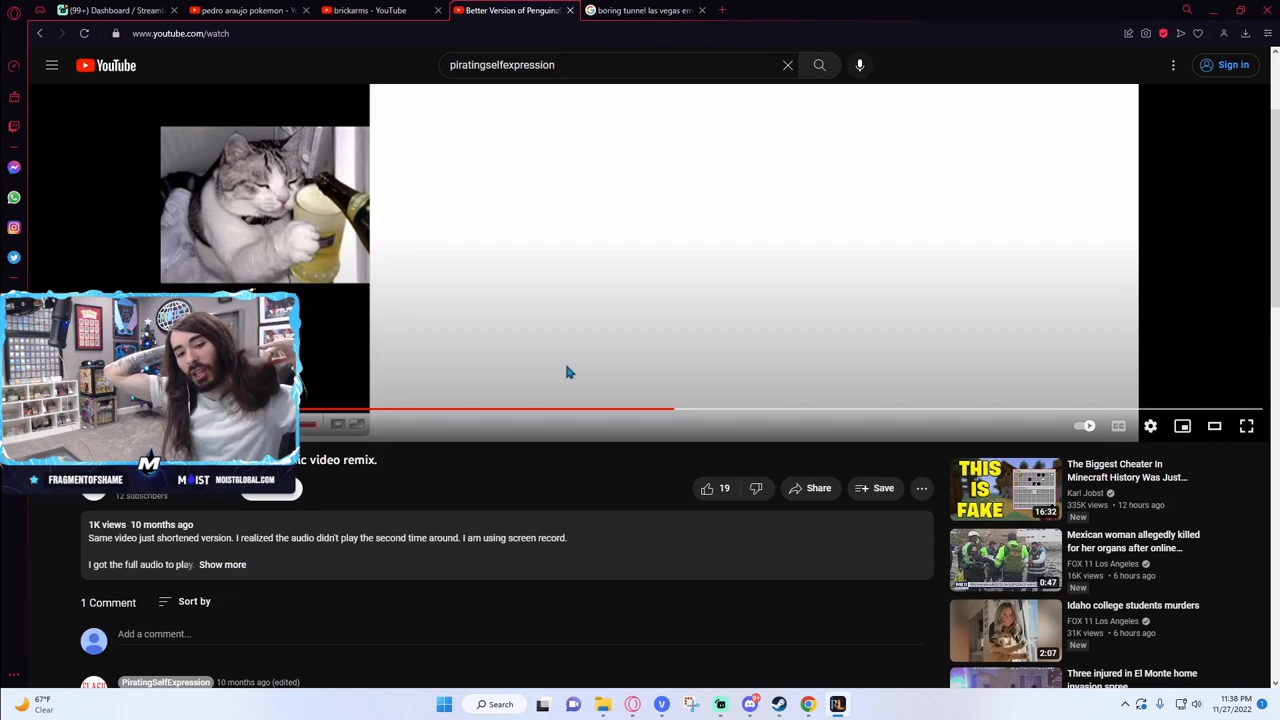 (99+) Dashboard / Streamla
pedro araujo pokemon - Yo
brickarms - YouTube
Better Version of Penguinz
boring tunnel las vegas em
www.youtube.com/watch
YouTube
piratingselfexpression
Sign in
THIS
IS
FAKE
16:32
The Biggest Cheater In
Minecraft History Was Just…
Karl Jobst
335K views • 12 hours ago
New
FRAGMENTOFSHAME
M
MOIST
MOISTGLOBAL.COM
ic video remix.
12 subscribers
19
Share
Save
1K views 10 months ago
Same video just shortened version. I realized the audio didn't play the second time around. I am using screen record.
I got the full audio to play. Show more
0:47
Mexican woman allegedly killed
for her organs after online…
FOX 11 Los Angeles
16K views • 6 hours ago
New
1 Comment
Sort by
Add a comment...
2:07
Idaho college students murders
FOX 11 Los Angeles
31K views • 6 hours ago
New
PiratingSelfExpression 10 months ago (edited)
Three injured in El Monte home
invasion spree
67°F
Clear
Search
11:38 PM
11/27/2022